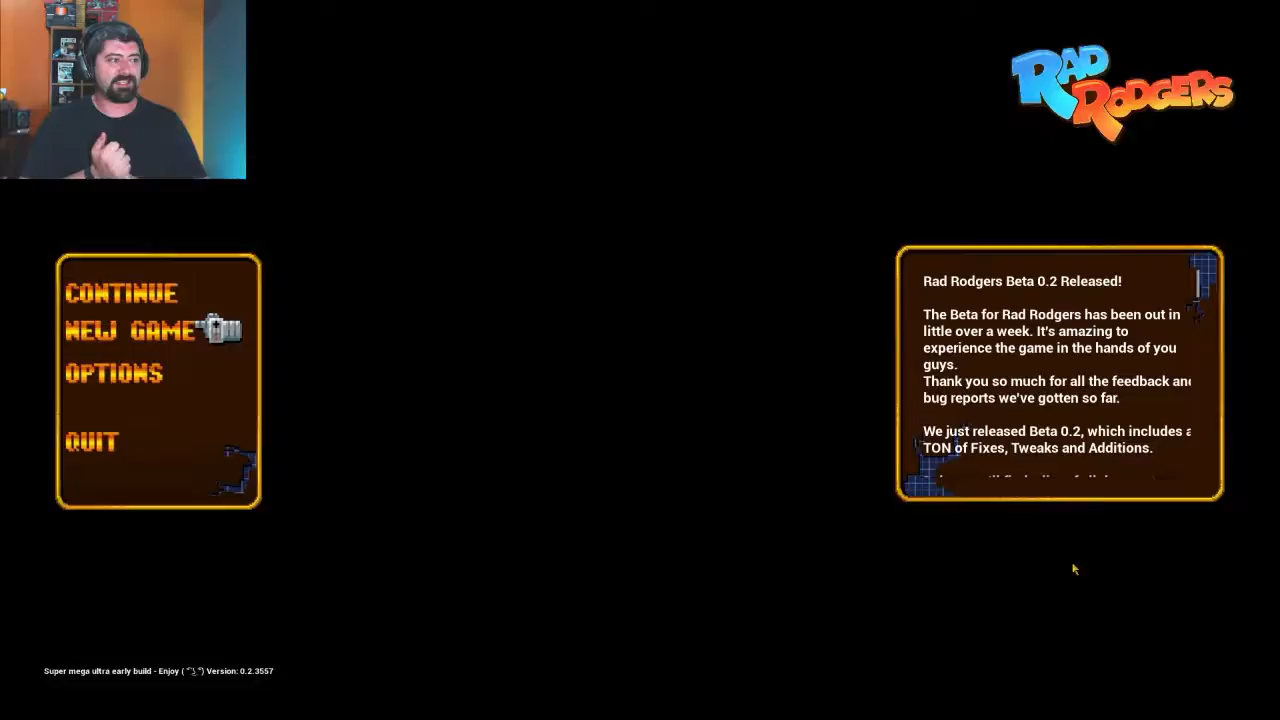 RAD
RODGERS
CONTINUE
NEW GAME
OPTIONS
QUIT
Rad Rodgers Beta 0.2 Released!
The Beta for Rad Rodgers has been out in
little over a week. It's amazing to
experience the game in the hands of you
guys.
Thank you so much for all the feedback and
bug reports we've gotten so far.
We just released Beta 0.2, which includes a
TON of Fixes, Tweaks and Additions.
Super mega ultra early build - Enjoy ( ͡° ͜ʖ ͡°) Version: 0.2.3557